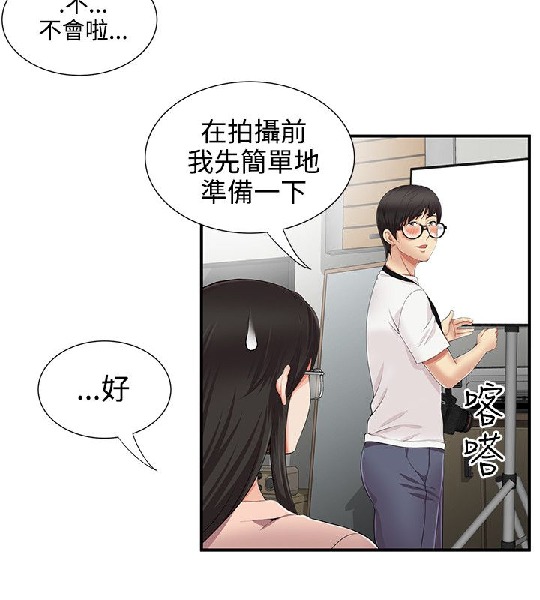 .不...
不會啦...
在拍攝前
我先簡單地
準備一下
...好
喀
嗒